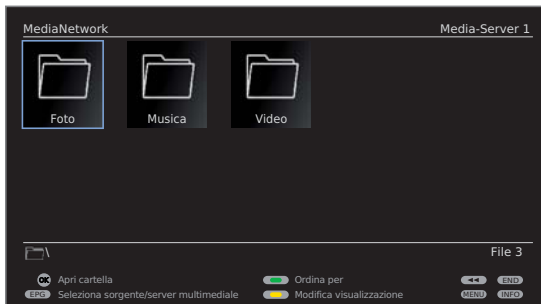 MediaNetwork Media-Server 1
Foto Musica Video
\ File 3
OK Apri cartella Ordina per END
EPG Seleziona sorgente/server multimediale Modifica visualizzazione MENU INFO